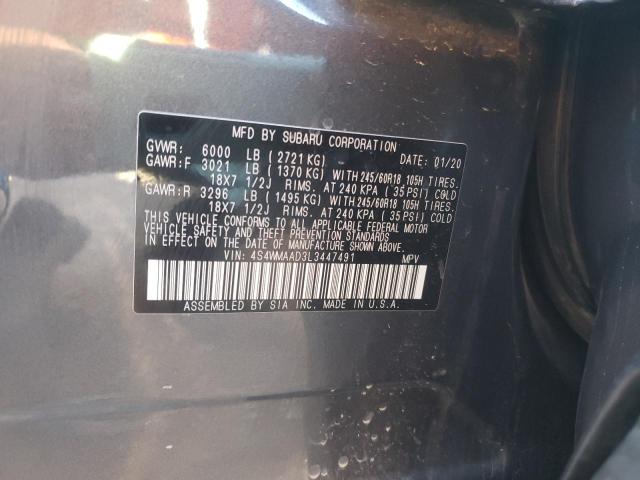 MFD BY SUBARU CORPORATION
GVWR: 6000 LB (2721 KG) DATE: 01/20
GAWR:F 3021 LB (1370 KG) WITH 245/60R18 105H TIRES,
18X7 1/2J RIMS, AT 240 KPA (35 PSI) COLD
GAWR:R 3296 LB (1495 KG) WITH 245/60R18 105H TIRES,
18X7 1/2J RIMS, AT 240 KPA (35 PSI) COLD
THIS VEHICLE CONFORMS TO ALL APPLICABLE FEDERAL MOTOR
VEHICLE SAFETY AND THEFT PREVENTION STANDARDS
IN EFFECT ON THE DATE OF MANUFACTURE SHOWN ABOVE.
VIN: 4S4WMAAD3L3447491 MPV
ASSEMBLED BY SIA INC. MADE IN U.S.A.